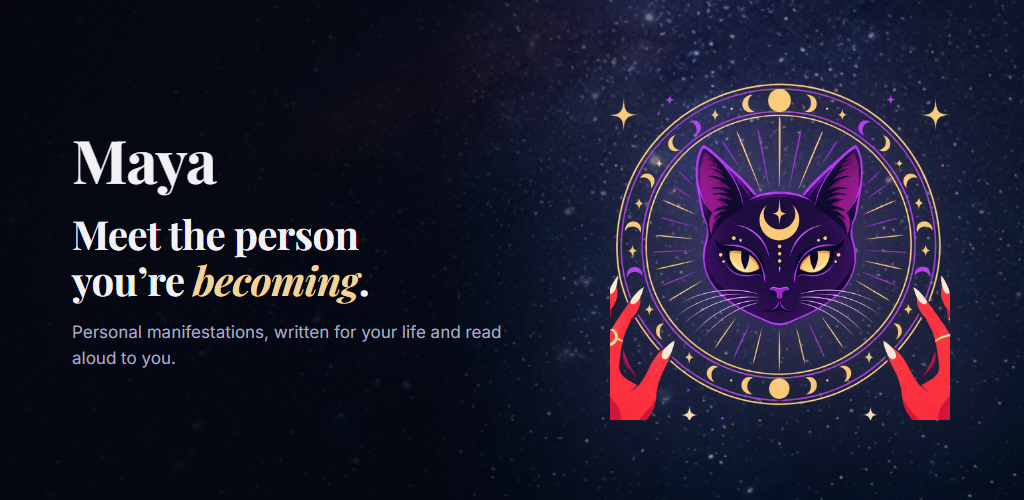 Maya
Meet the person
you’re becoming.
Personal manifestations, written for your life and read
aloud to you.